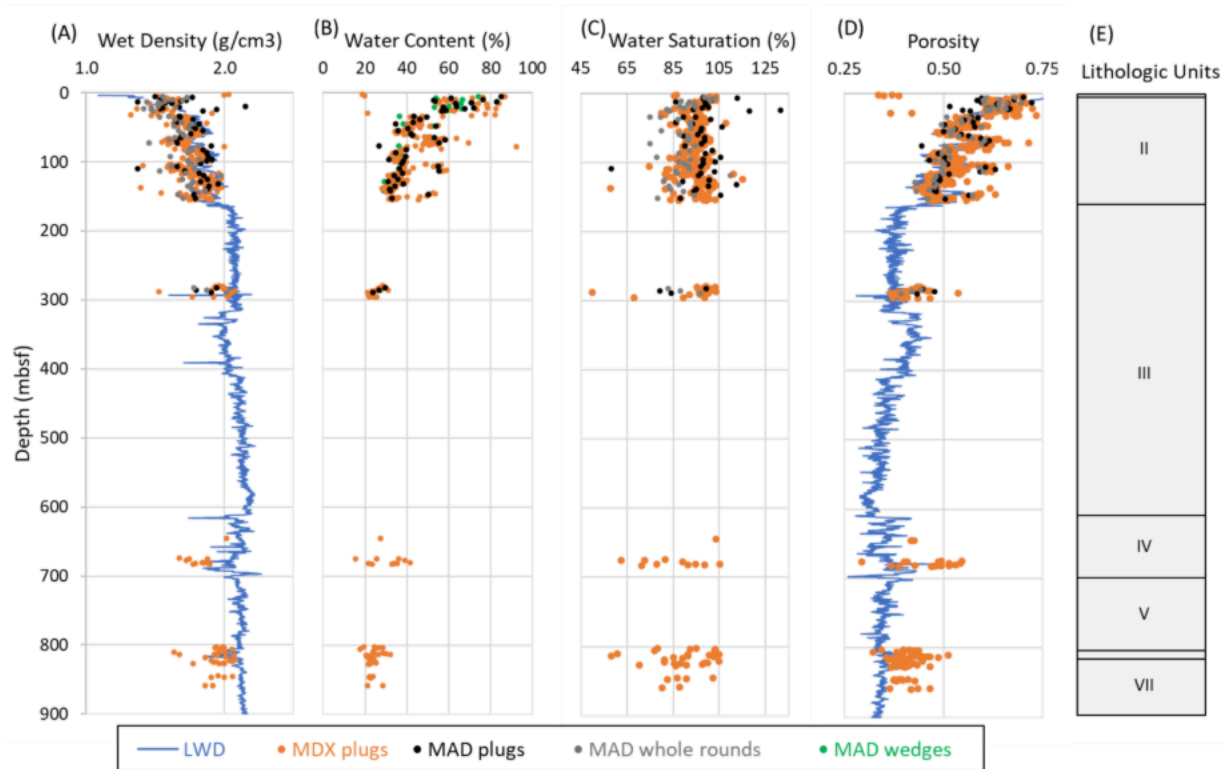 (A) (B) (C) (D) (E)
Wet Density (g/cm3) Water Content (%) Water Saturation (%) Porosity Lithologic Units
1.0 2.0 0 20 40 60 80 100 45 65 85 105 125 0.25 0.50 0.75
0
100
200
300
400
500
600
700
800
900
Depth (mbsf)
II
III
IV
V
VII
LWD MDX plugs MAD plugs MAD whole rounds MAD wedges